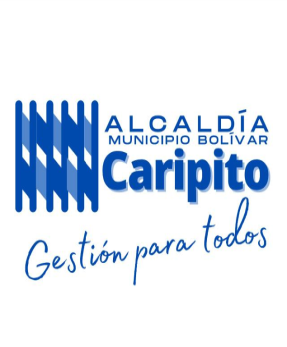 ALCALDÍA
MUNICIPIO BOLÍVAR
Caripito
Gestión para todos